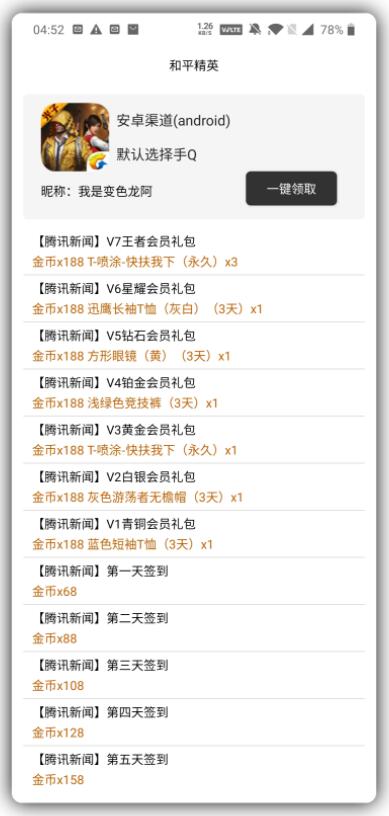 04:52 1.26 KB/S VoLTE 78%
和平精英
安卓渠道(android)
默认选择手Q
昵称：我是变色龙阿
一键领取
【腾讯新闻】V7王者会员礼包
金币x188 T-喷涂-快扶我下（永久）x3
【腾讯新闻】V6星耀会员礼包
金币x188 迅鹰长袖T恤（灰白）（3天）x1
【腾讯新闻】V5钻石会员礼包
金币x188 方形眼镜（黄）（3天）x1
【腾讯新闻】V4铂金会员礼包
金币x188 浅绿色竞技裤（3天）x1
【腾讯新闻】V3黄金会员礼包
金币x188 T-喷涂-快扶我下（永久）x1
【腾讯新闻】V2白银会员礼包
金币x188 灰色游荡者无檐帽（3天）x1
【腾讯新闻】V1青铜会员礼包
金币x188 蓝色短袖T恤（3天）x1
【腾讯新闻】第一天签到
金币x68
【腾讯新闻】第二天签到
金币x88
【腾讯新闻】第三天签到
金币x108
【腾讯新闻】第四天签到
金币x128
【腾讯新闻】第五天签到
金币x158